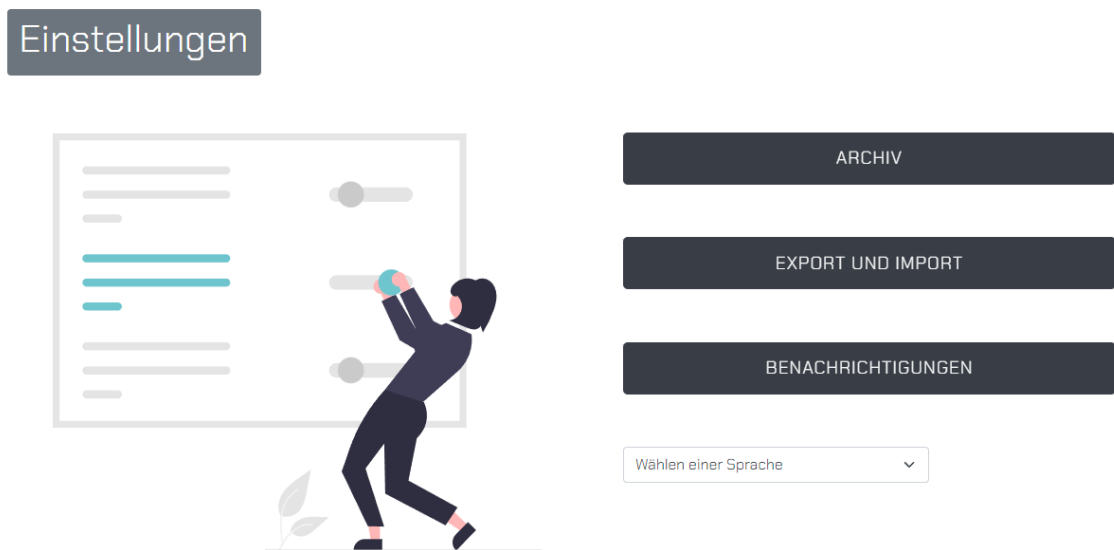 Einstellungen
ARCHIV
EXPORT UND IMPORT
BENACHRICHTIGUNGEN
Wählen einer Sprache